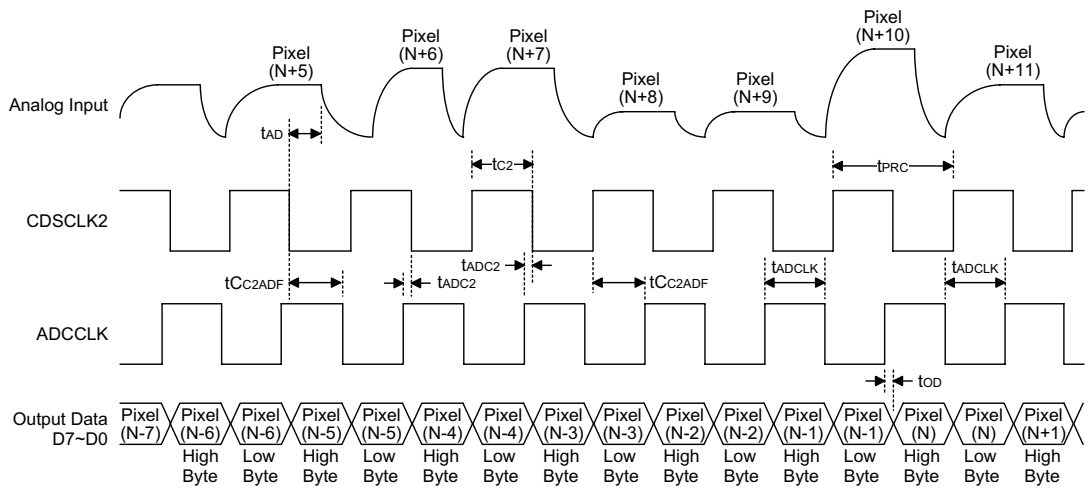 Pixel
(N+10)
Pixel
(N+6)
Pixel
(N+7)
Pixel
(N+5)
Pixel
(N+11)
Pixel
(N+8)
Pixel
(N+9)
Analog Input
tAD
tC2
tPRC
CDSCLK2
tCC2ADF
tADC2
tADC2
tCC2ADF
tADCLK
tADCLK
ADCCLK
tOD
Output Data
D7~D0
Pixel Pixel Pixel Pixel Pixel Pixel Pixel Pixel Pixel Pixel Pixel Pixel Pixel Pixel Pixel Pixel
(N-7) (N-6) (N-6) (N-5) (N-5) (N-4) (N-4) (N-3) (N-3) (N-2) (N-2) (N-1) (N-1) (N) (N) (N+1)
High Low High Low High Low High Low High Low High Low High Low High
Byte Byte Byte Byte Byte Byte Byte Byte Byte Byte Byte Byte Byte Byte Byte